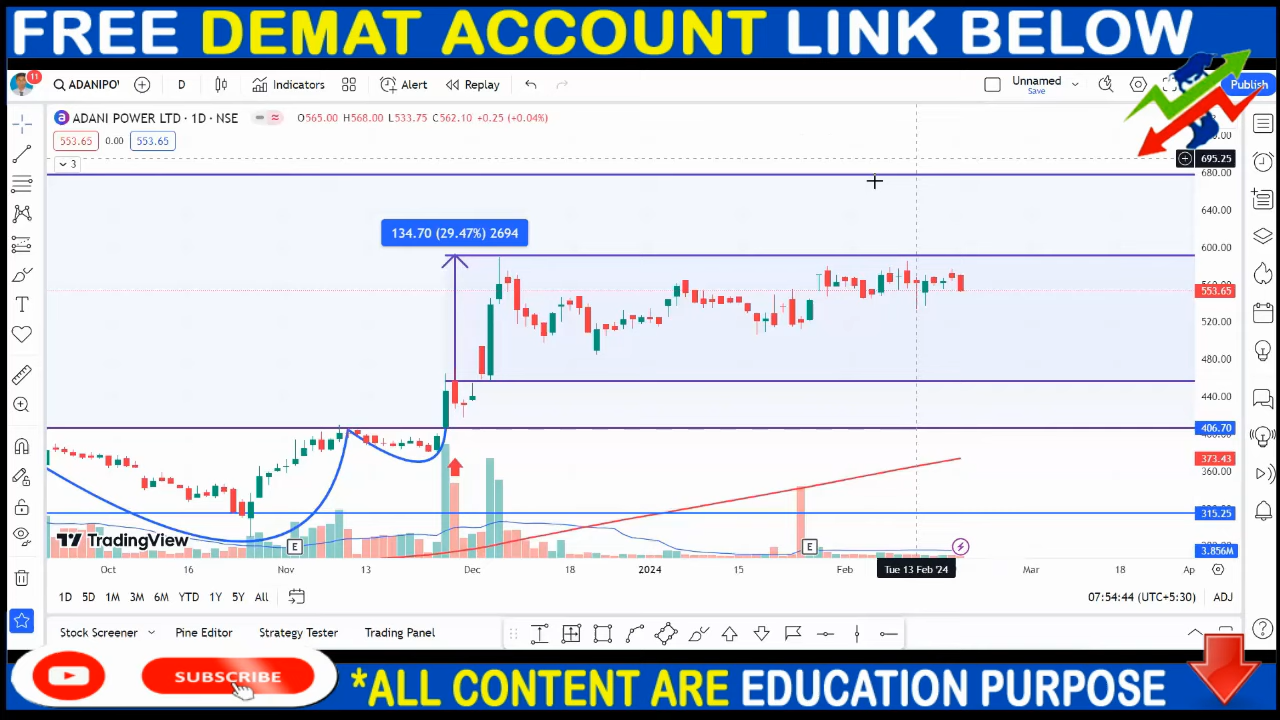 FREE DEMAT ACCOUNT LINK BELOW
11
ADANIPO
D
Indicators
Alert
Replay
Unnamed
Save
Publish
ADANI POWER LTD · 1D · NSE
O565.00 H568.00 L533.75 C562.10 +0.25 (+0.04%)
553.65 0.00 553.65
3
695.25
680.00
134.70 (29.47%) 2694
640.00
600.00
553.65
520.00
480.00
440.00
406.70
373.43
360.00
315.25
TradingView
E
E
3.856M
Oct 16 Nov 13 Dec 18 2024 15 Feb Tue 13 Feb '24 Mar 18 Ap
1D 5D 1M 3M 6M YTD 1Y 5Y All
07:54:44 (UTC+5:30) ADJ
Stock Screener Pine Editor Strategy Tester Trading Panel
SUBSCRIBE
*ALL CONTENT ARE EDUCATION PURPOSE